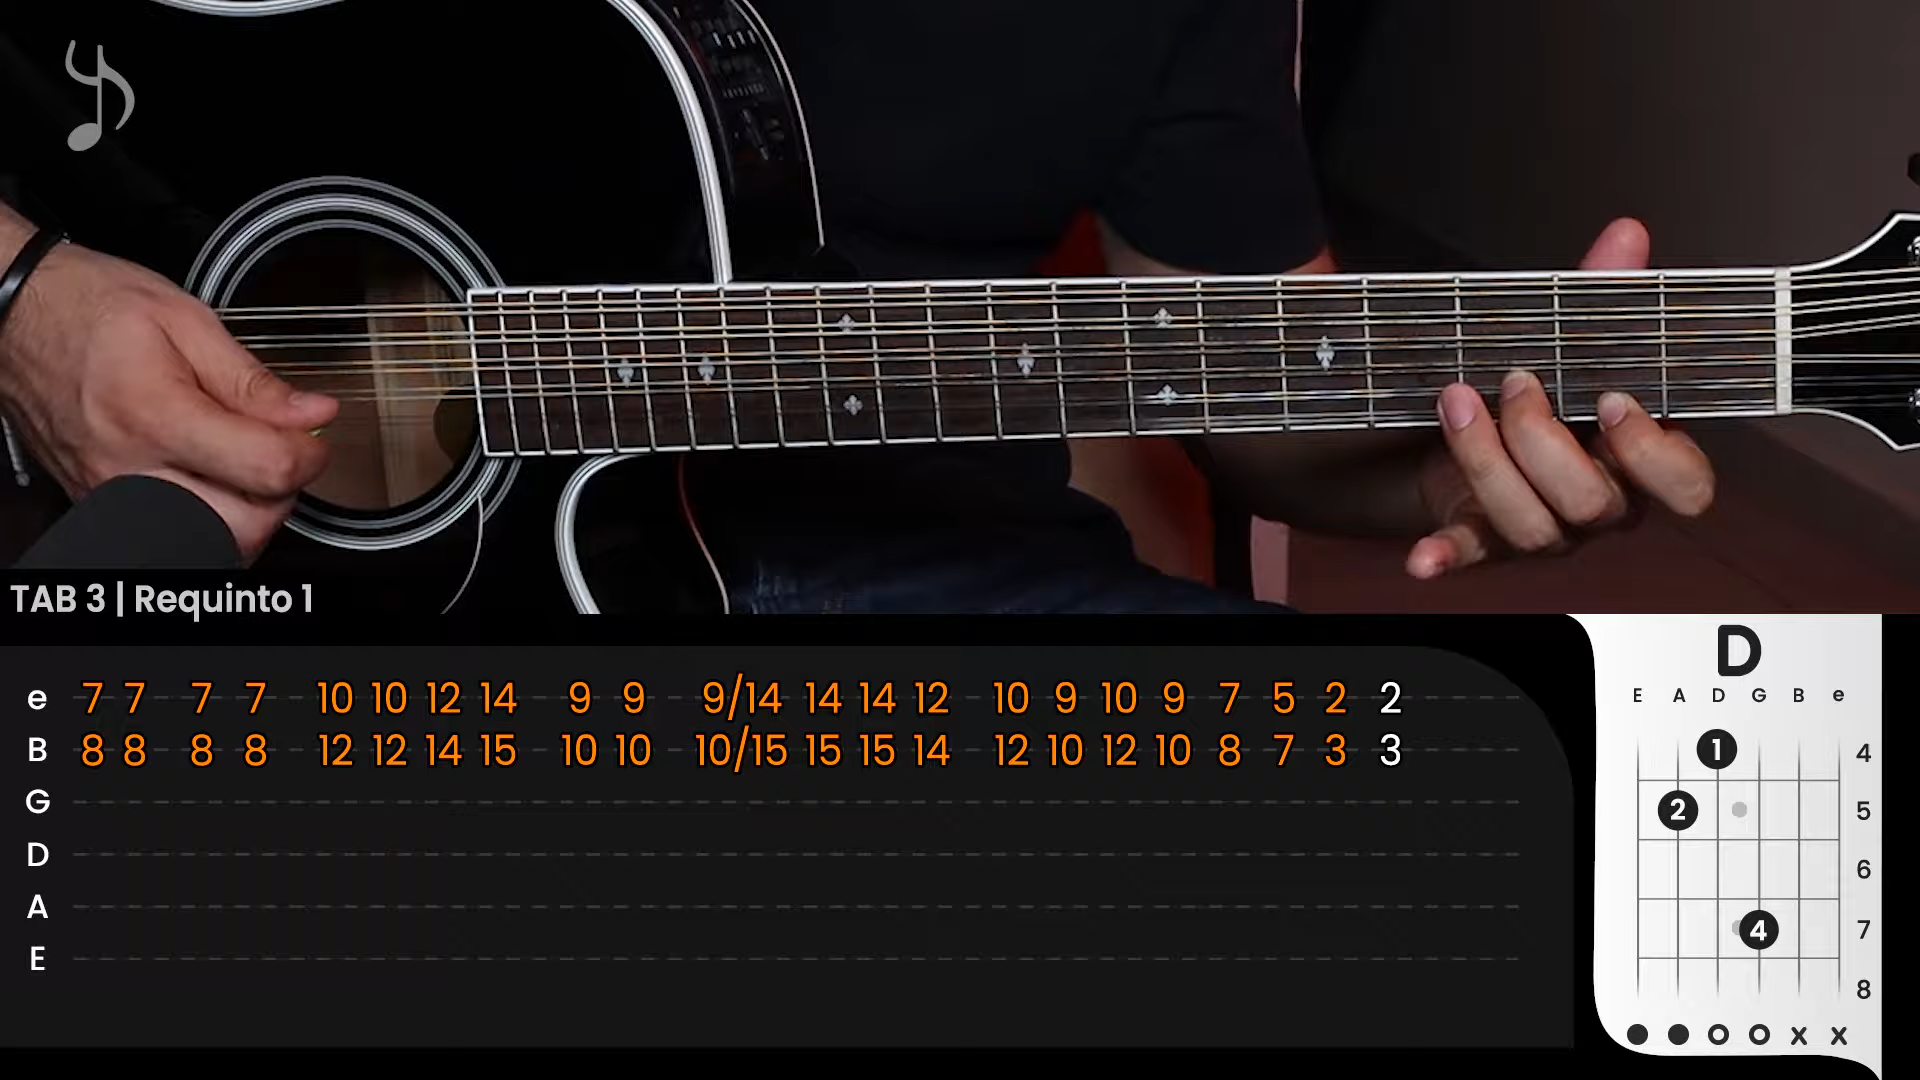 TAB 3 | Requinto 1
D
E A D G B e
e 7 7 7 7 10 10 12 14 9 9 9/14 14 14 12 10 9 10 9 7 5 2 2
B 8 8 8 8 12 12 14 15 10 10 10/15 15 15 14 12 10 12 10 8 7 3 3
G
D
A
E
1 4
2 5
6
4 7
8
x x